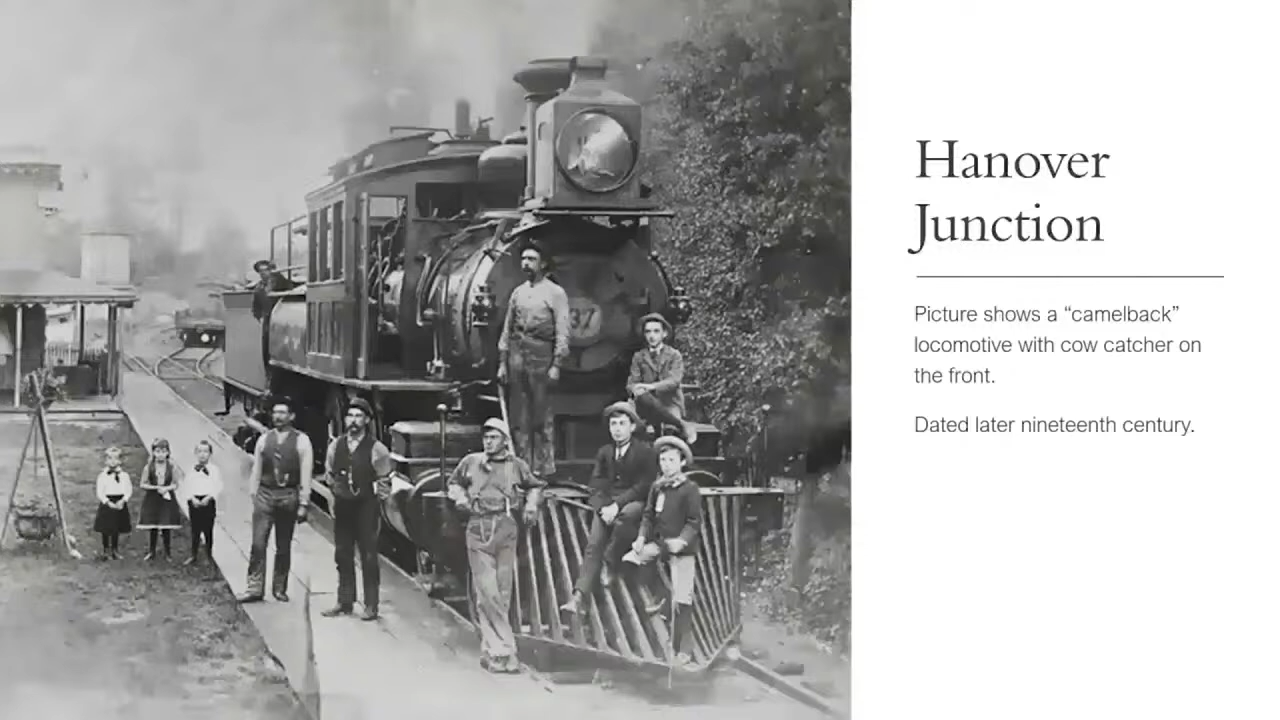 Hanover
Junction
Picture shows a “camelback”
locomotive with cow catcher on
the front.
Dated later nineteenth century.
37